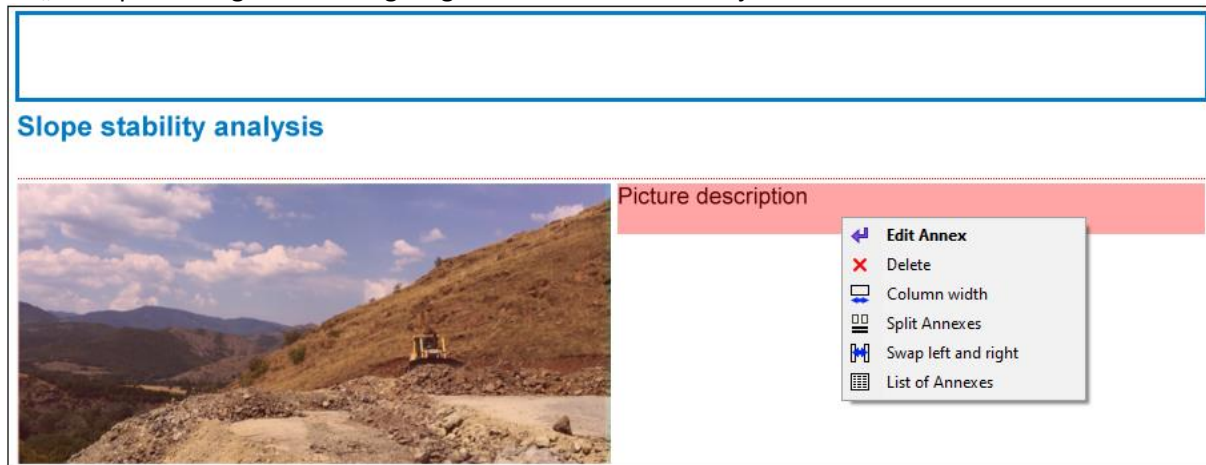 Slope stability analysis
Picture description
Edit Annex
Delete
Column width
Split Annexes
Swap left and right
List of Annexes